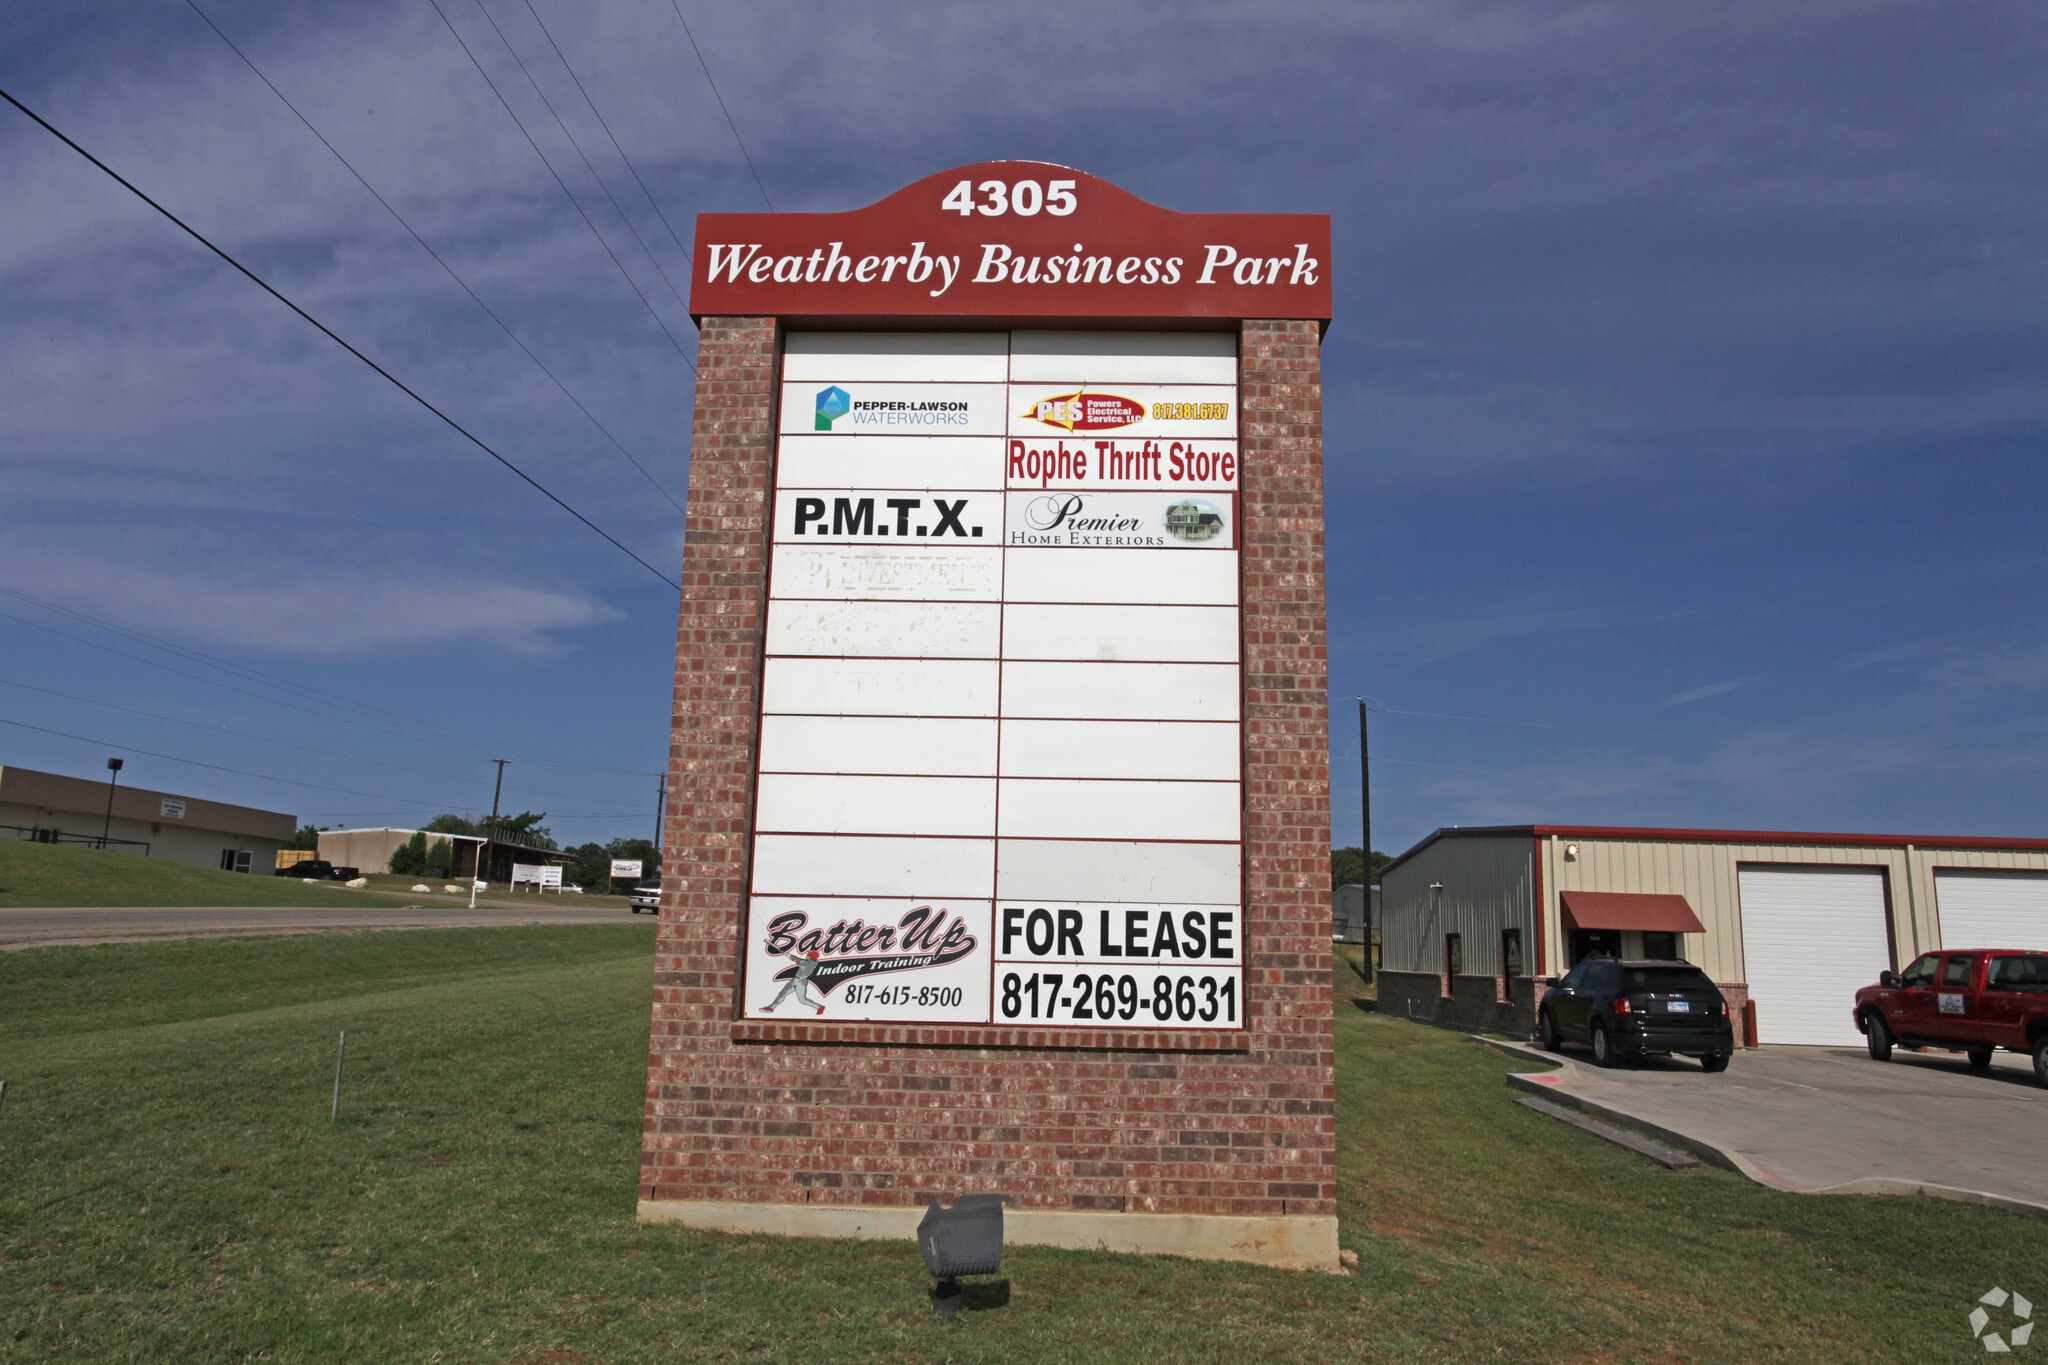 4305
Weatherby Business Park
PEPPER-LAWSON
WATERWORKS
PES
Powers
Electrical
Service, LLC
817.381.6737
Rophe Thrift Store
P.M.T.X.
Premier
HOME EXTERIORS
INVESTMENTS
Batter Up
Indoor Training
817-615-8500
FOR LEASE
817-269-8631